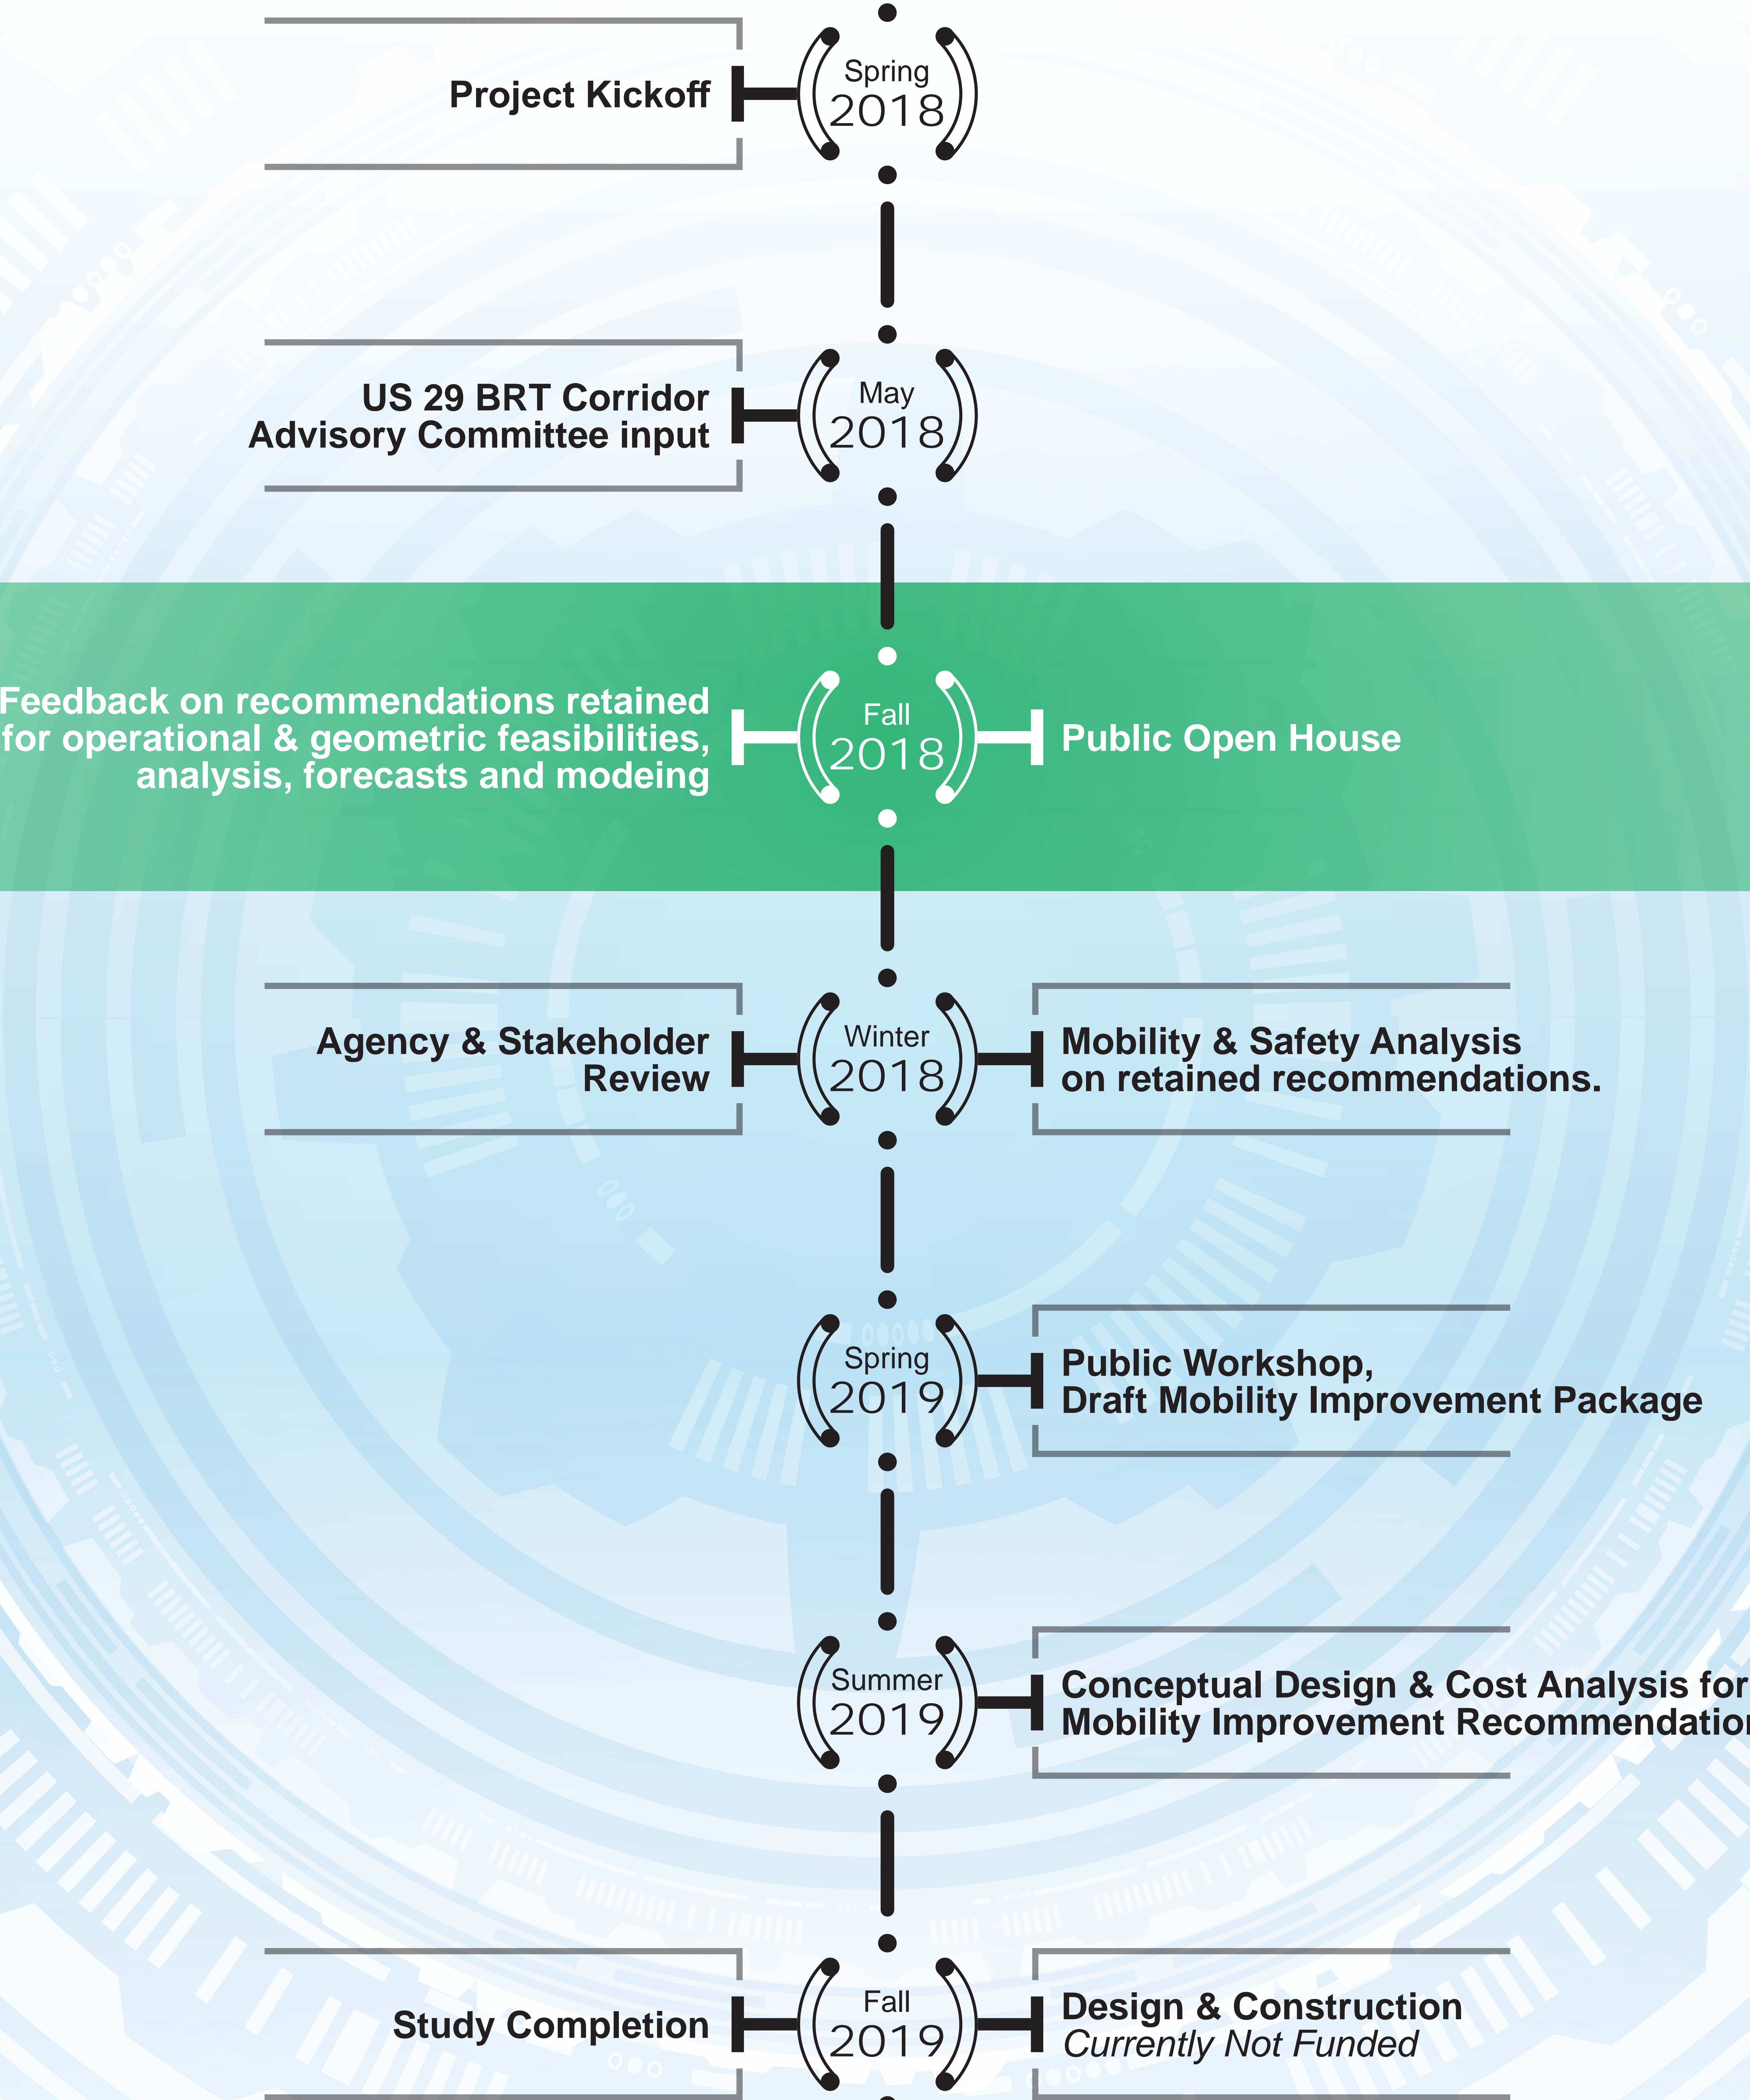 Spring
2018
Project Kickoff
May
2018
US 29 BRT Corridor
Advisory Committee input
Fall
2018
Feedback on recommendations retained
for operational & geometric feasibilities,
analysis, forecasts and modeing
Public Open House
Winter
2018
Agency & Stakeholder
Review
Mobility & Safety Analysis
on retained recommendations.
Spring
2019
Public Workshop,
Draft Mobility Improvement Package
Summer
2019
Conceptual Design & Cost Analysis for
Mobility Improvement
Fall
2019
Study Completion
Design & Construction
Currently Not Funded